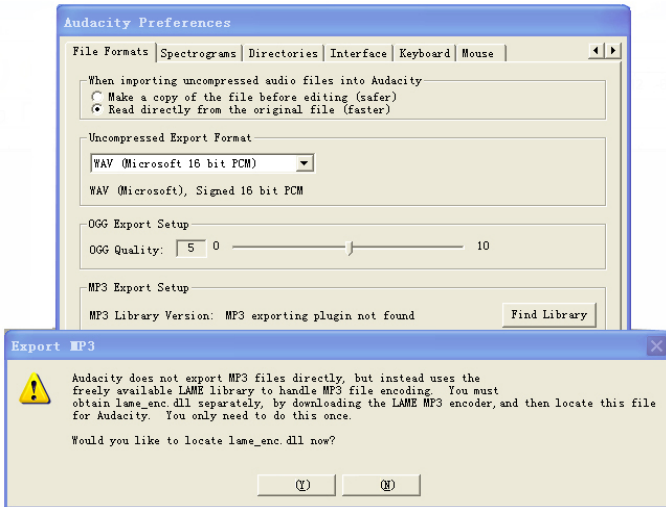 Audacity Preferences
File Formats Spectrograms Directories Interface Keyboard Mouse
When importing uncompressed audio files into Audacity
Make a copy of the file before editing (safer)
Read directly from the original file (faster)
Uncompressed Export Format
WAV (Microsoft 16 bit PCM)
WAV (Microsoft), Signed 16 bit PCM
OGG Export Setup
OGG Quality: 5 0 10
MP3 Export Setup
MP3 Library Version: MP3 exporting plugin not found Find Library
Export MP3
Audacity does not export MP3 files directly, but instead uses the
freely available LAME library to handle MP3 file encoding. You must
obtain lame_enc.dll separately, by downloading the LAME MP3 encoder, and then locate this file
for Audacity. You only need to do this once.
Would you like to locate lame_enc.dll now?
(Y) (N)